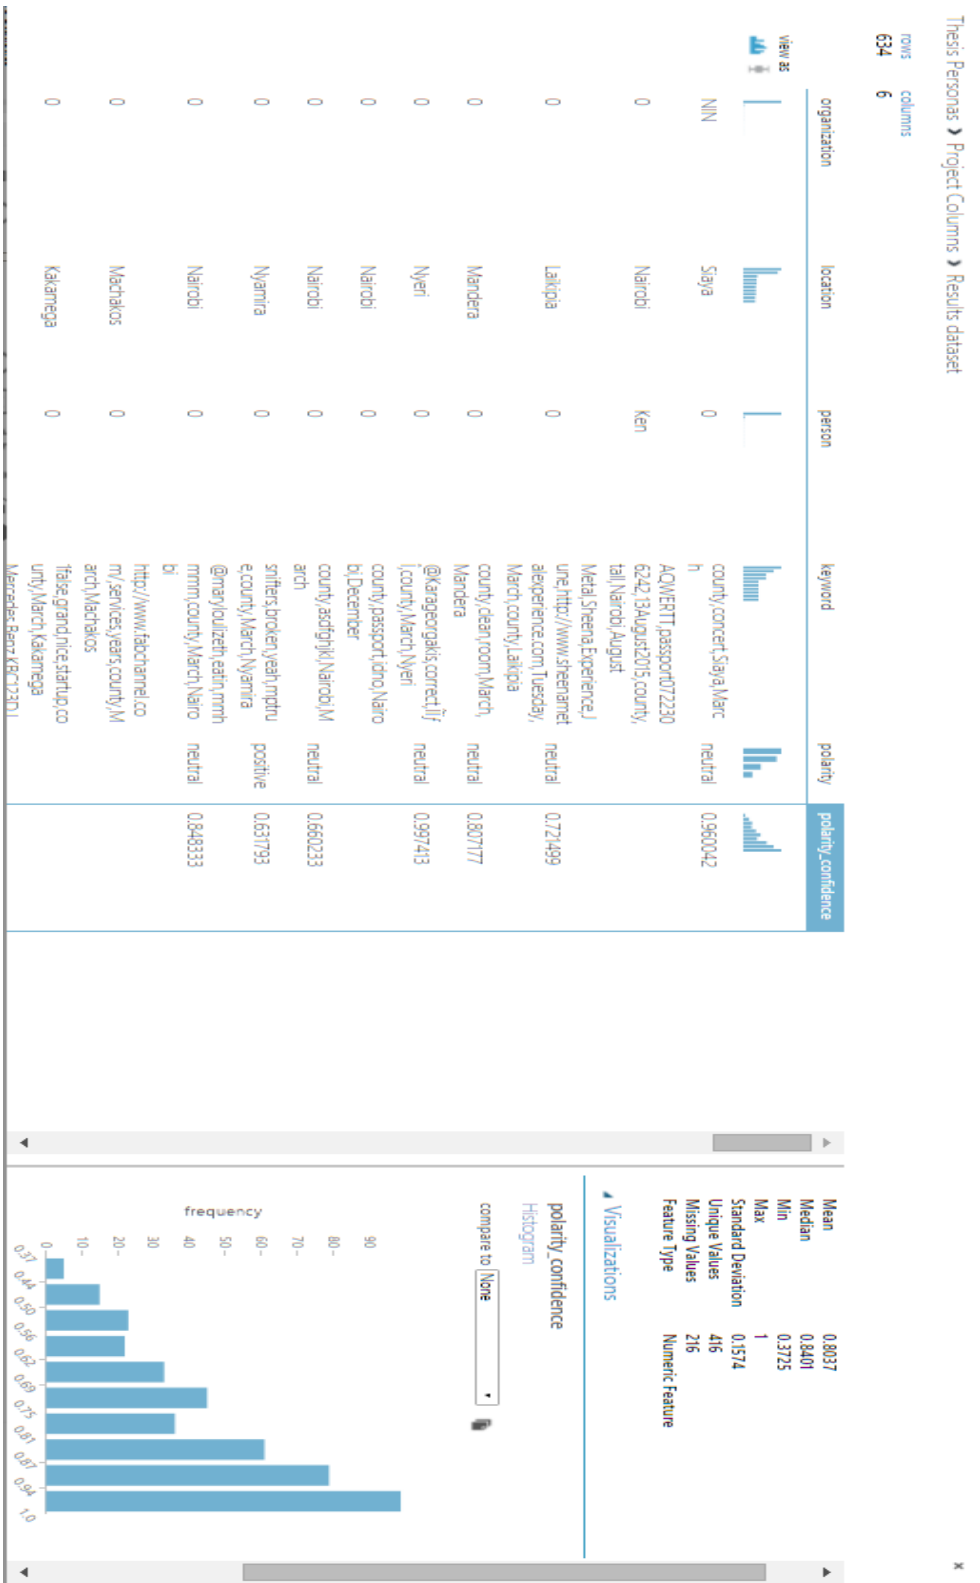 Thesis Personas ❯ Project Columns ❯ Results dataset
×
rows columns
634 6
organization location person keyword polarity polarity_confidence
view as
NIN Siaya 0 county,concert,Siaya,Marc neutral 0.960042
h
0 Nairobi Ken AQWERTT,passport072230
6242,13August2015,county,
tall,Nairobi,August
0 Laikipia 0 Metal,Sheena,Experience,J neutral 0.721499
une,http://www.sheenamet
alexperience.com,Tuesday,
March,county,Laikipia
0 Mandera 0 county,clean,room,March, neutral 0.807177
Mandera
0 Nyeri 0 @Karageorgakis,correct, neutral 0.997413
,county,March,Nyeri
0 Nairobi 0 county,passport,idno,Nairo
bi,December
0 Nairobi 0 county,asdfghjkl,Nairobi,M neutral 0.660233
arch
0 Nyamira 0 sniffers,broken,yeah,mptru positive 0.631793
e,county,March,Nyamira
0 Nairobi 0 @maryloulizeth,eatin,mmh neutral 0.848333
mmm,county,March,Nairo
bi
0 Machakos 0 http://www.fabchannel.co
m/,services,years,county,M
arch,Machakos
0 Kakamega 0 1false,grand,nice,startup,co
unty,March,Kakamega
Mercedes Benz,KBC123D,I
Mean 0.8037
Median 0.8401
Min 0.3725
Max 1
Standard Deviation 0.1574
Unique Values 416
Missing Values 216
Feature Type Numeric Feature
Visualizations
polarity_confidence
Histogram
compare to None
frequency
90
80
70
60
50
40
30
20
10
0
0.37 0.44 0.50 0.56 0.62 0.69 0.75 0.81 0.87 0.94 1.0